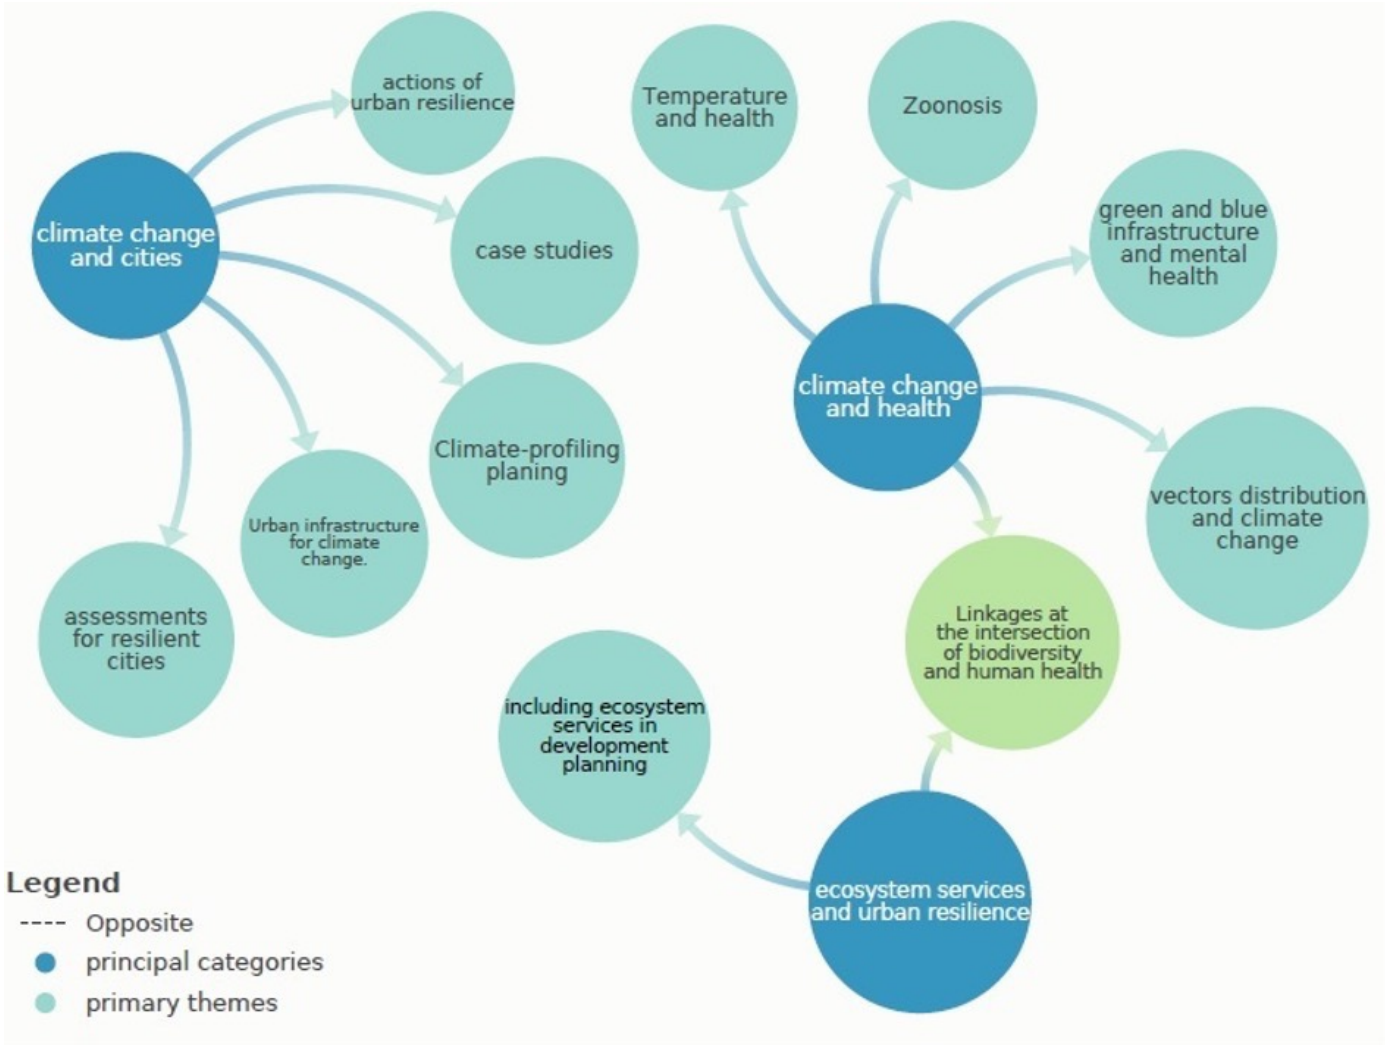 actions of
urban resilience
Temperature
and health
Zoonosis
climate change
and cities
case studies
green and blue
infrastructure
and mental
health
climate change
and health
Climate-profiling
planing
vectors distribution
and climate
change
Urban infrastructure
for climate
change.
assessments
for resilient
cities
Linkages at
the intersection
of biodiversity
and human health
including ecosystem
services in
development
planning
ecosystem services
and urban resilience
Legend
Opposite
principal categories
primary themes